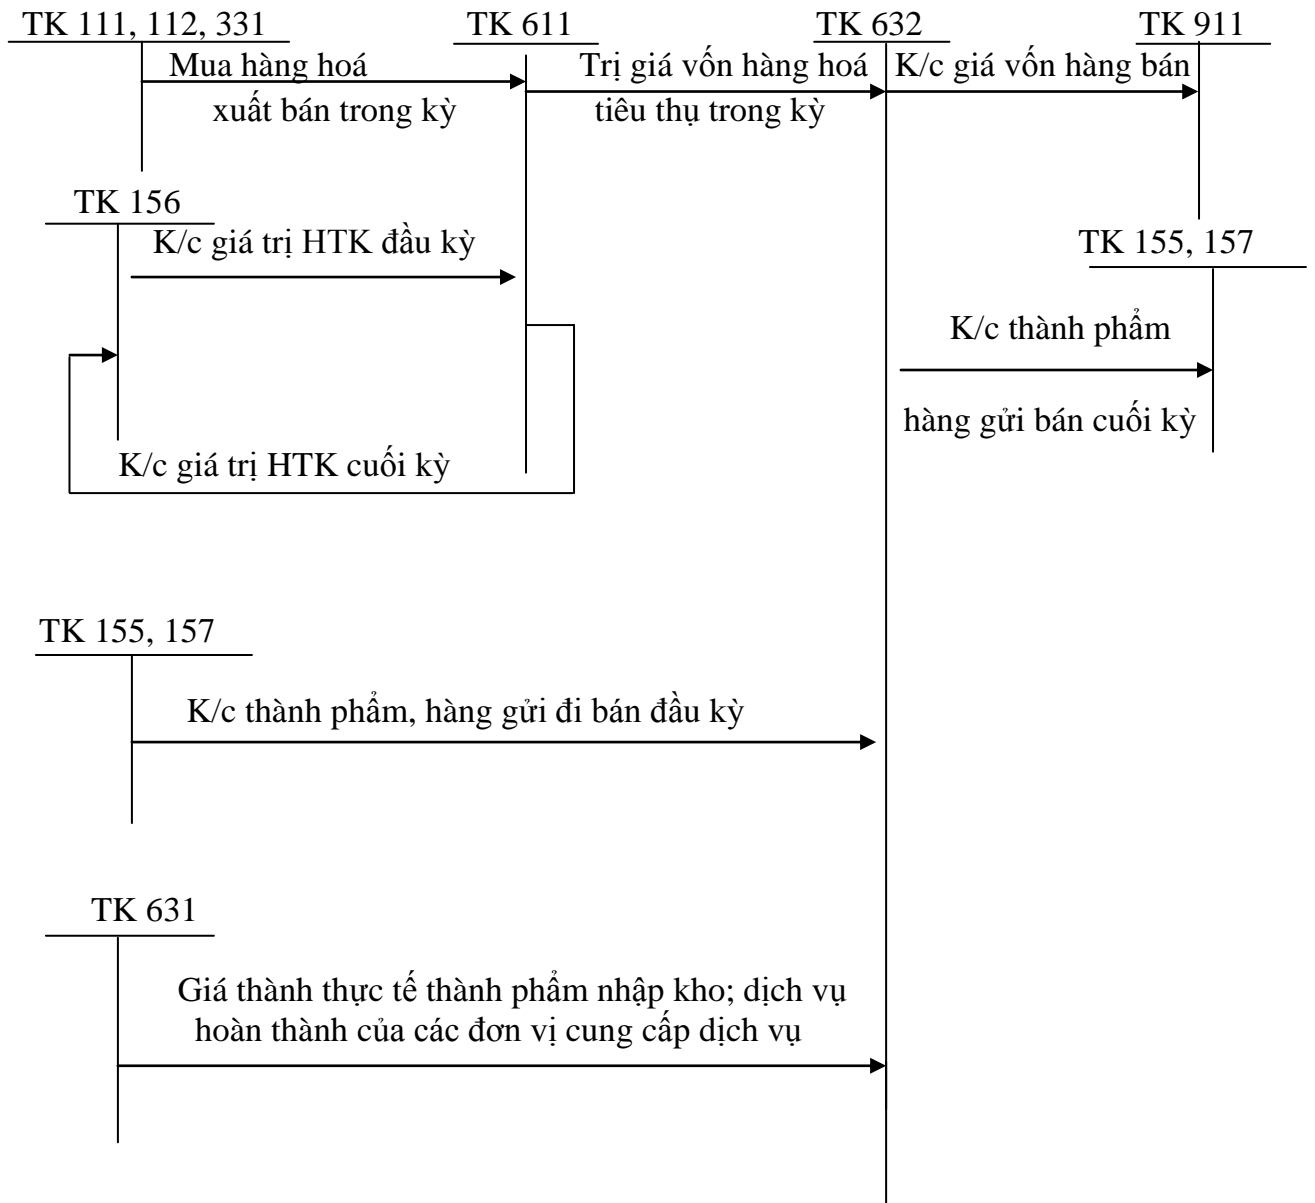 TK 111, 112, 331
TK 611
TK 632
TK 911
Mua hàng hoá
xuất bán trong kỳ
Trị giá vốn hàng hoá
tiêu thụ trong kỳ
K/c giá vốn hàng bán
TK 156
K/c giá trị HTK đầu kỳ
TK 155, 157
K/c thành phẩm
hàng gửi bán cuối kỳ
K/c giá trị HTK cuối kỳ
TK 155, 157
K/c thành phẩm, hàng gửi đi bán đầu kỳ
TK 631
Giá thành thực tế thành phẩm nhập kho; dịch vụ
hoàn thành của các đơn vị cung cấp dịch vụ